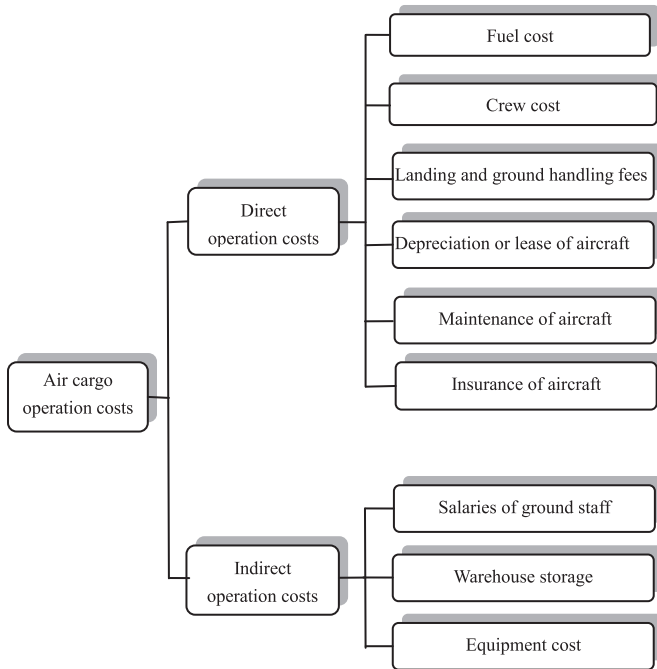 Fuel cost
Crew cost
Landing and ground handling fees
Direct
operation costs
Depreciation or lease of aircraft
Maintenance of aircraft
Air cargo
operation costs
Insurance of aircraft
Salaries of ground staff
Indirect
operation costs
Warehouse storage
Equipment cost